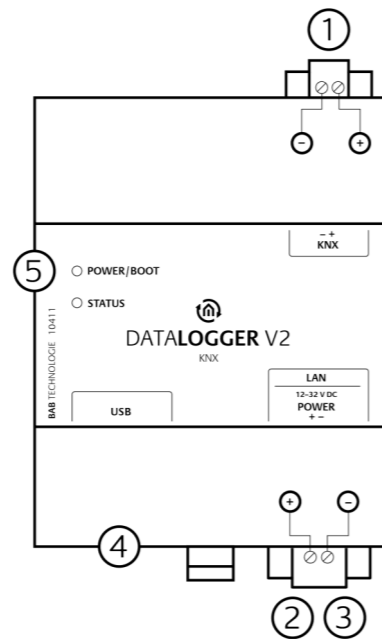 1
− +
− +
KNX
5
POWER/BOOT
STATUS
DATALOGGER V2
KNX
BAB TECHNOLOGIE 10411
USB
LAN
12–32 V DC
POWER
+ −
+ −
4
2 3